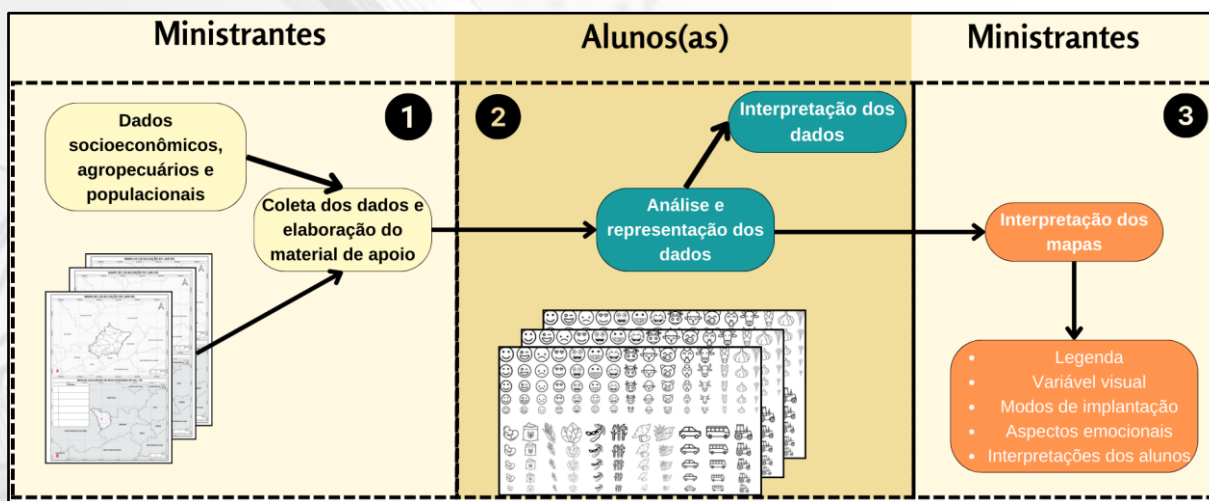 Ministrantes
Alunos(as)
Ministrantes
1
Dados
socioeconômicos,
agropecuários e
populacionais
Coleta dos dados e
elaboração do
material de apoio
2
Interpretação dos
dados
Análise e
representação dos
dados
3
Interpretação dos
mapas
• Legenda
• Variável visual
• Modos de implantação
• Aspectos emocionais
• Interpretações dos alunos